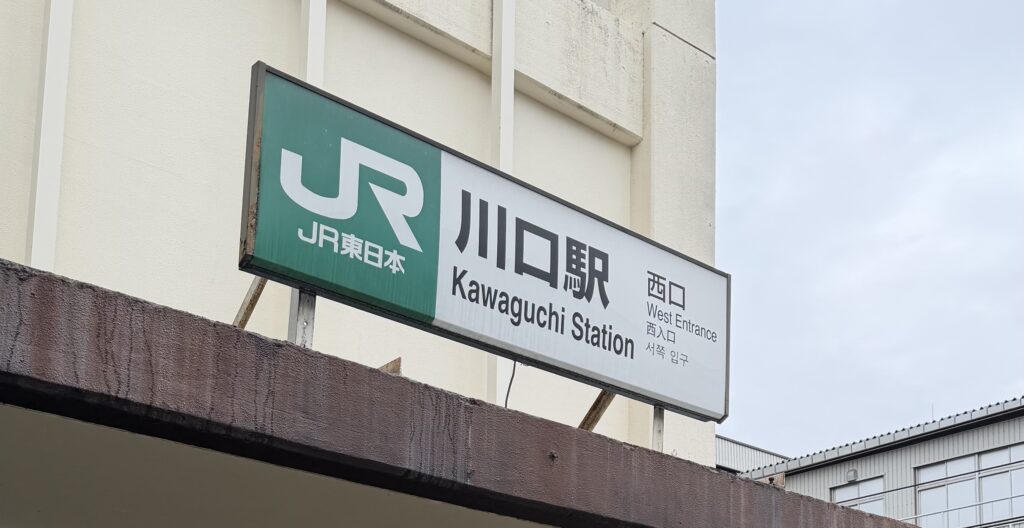 JR
JR東日本
川口駅
Kawaguchi Station
西口
West Entrance
西入口
서쪽 입구